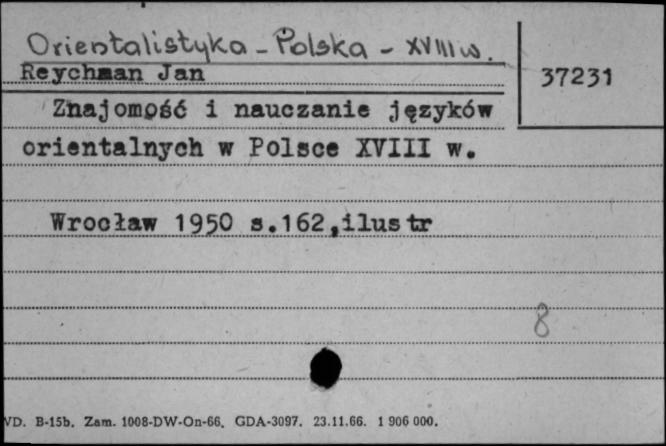 Orientalistyka - Polska - XVIII w.
Reychman Jan
37231
Znajomość i nauczanie języków
orientalnych w Polsce XVIII w.
Wrocław 1950 s.162,ilustr
8
VD. B-15b. Zam. 1008-DW-On-66. GDA-3097. 23.11.66. 1 906 000.